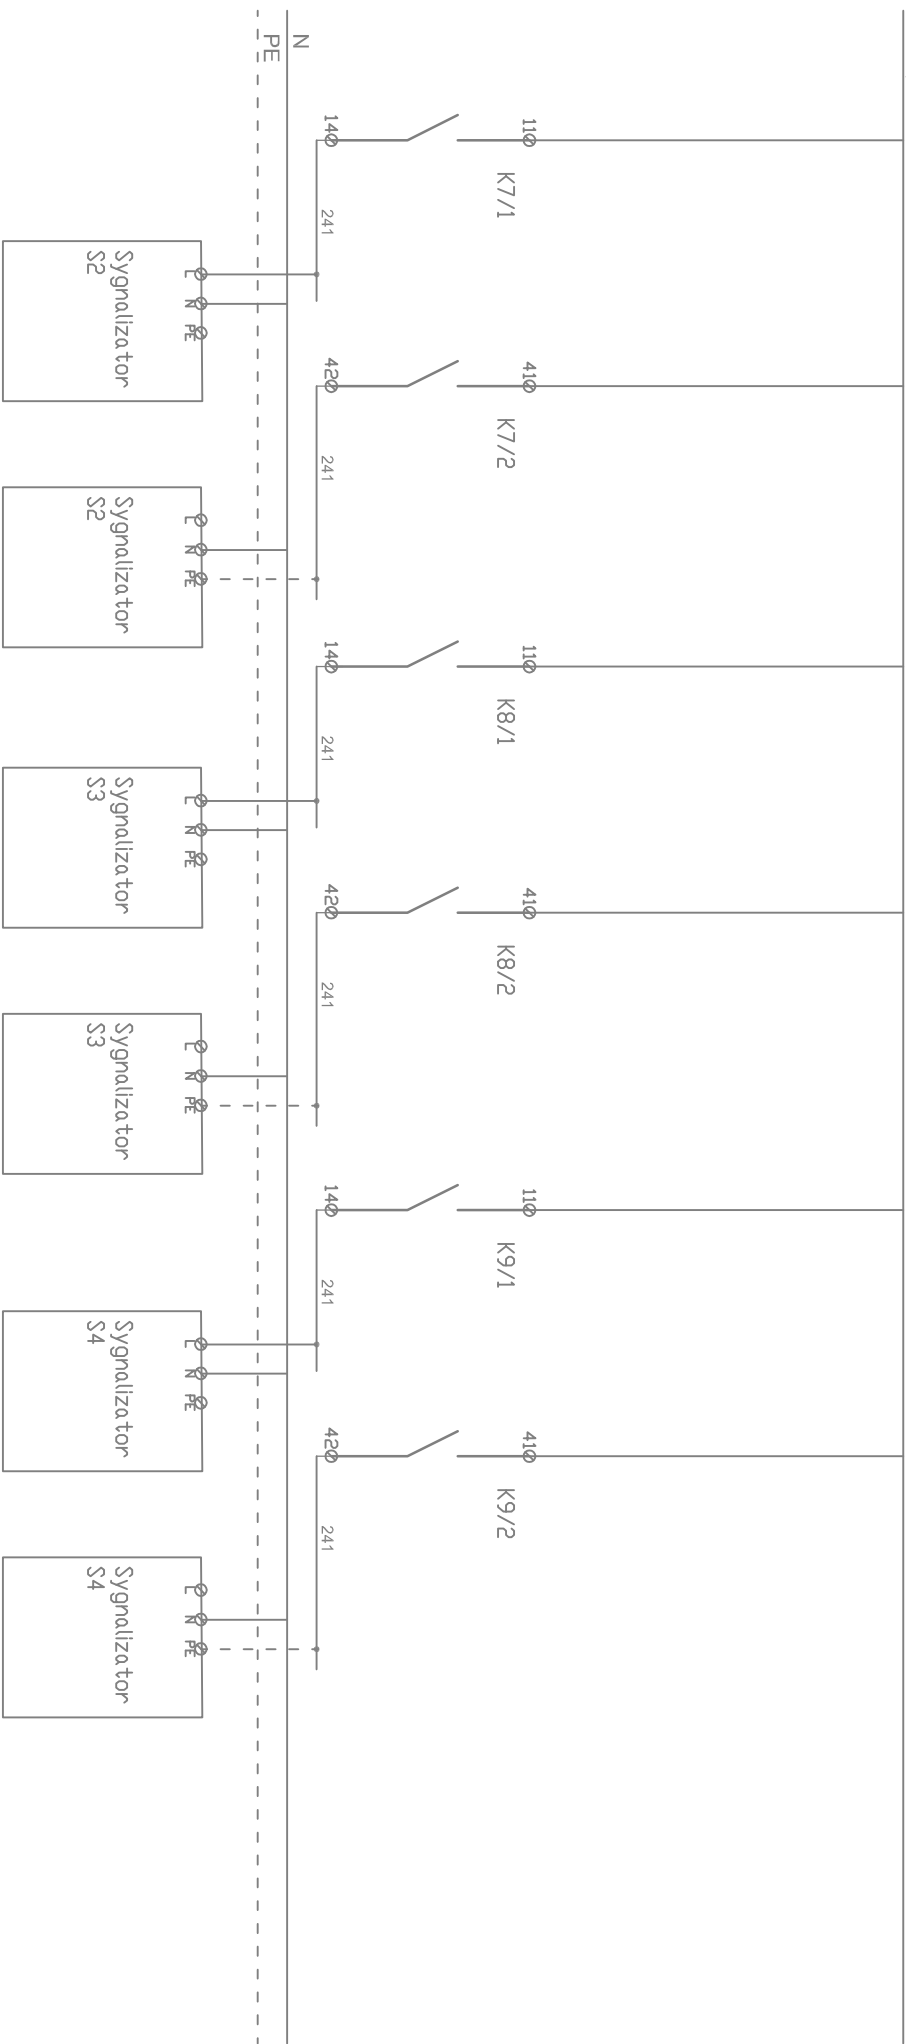 11
41
11
41
11
41
K7/1
K7/2
K8/1
K8/2
K9/1
K9/2
14
42
14
42
14
42
241
241
241
241
241
241
N
PE
L N PE
L N PE
L N PE
L N PE
L N PE
L N PE
Sygnalizator
S2
Sygnalizator
S2
Sygnalizator
S3
Sygnalizator
S3
Sygnalizator
S4
Sygnalizator
S4